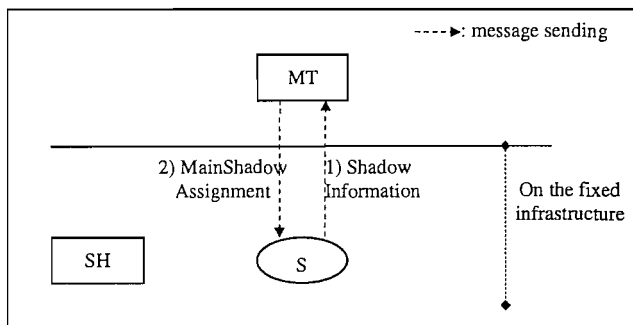 : message sending
MT
2) MainShadow
Assignment
1) Shadow
Information
On the fixed
infrastructure
SH
S